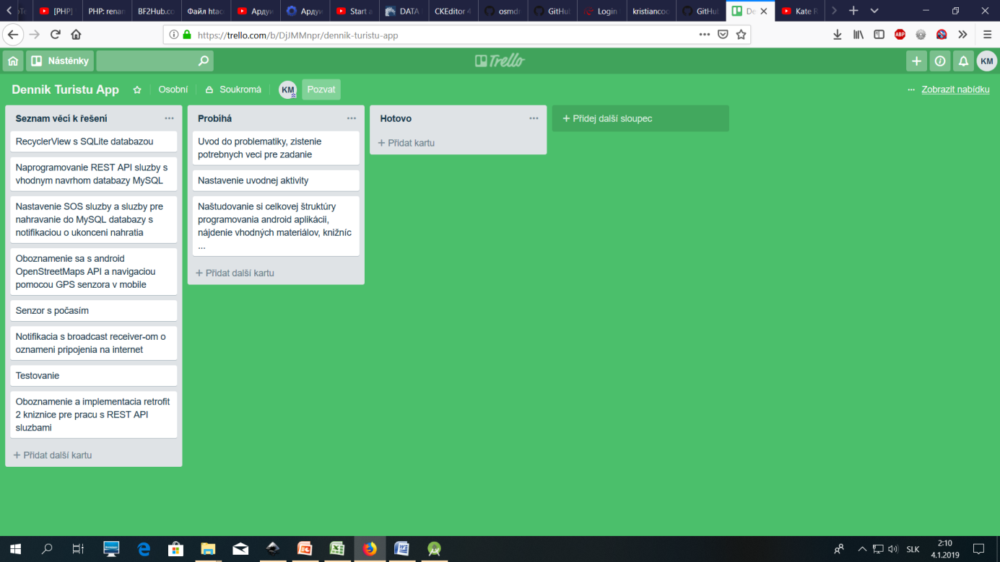 [PHP]
PHP: renam
BF2Hub.co
Файл htac
Ардуи
Ардуи
Start a
DATA
CKEditor 4
osmdr
GitHub
Login
kristiancoo
GitHub
De
Kate R
https://trello.com/b/DjJMMnpr/dennik-turistu-app
ABP
Nástěnky
Trello
KM
Dennik Turistu App
Osobní
Soukromá
KM
Pozvat
Zobrazit nabídku
Seznam věcí k řešení
RecyclerView s SQLite databazou
Naprogramovanie REST API sluzby s
vhodnym navrhom databazy MySQL
Nastavenie SOS sluzby a sluzby pre
nahravanie do MySQL databazy s
notifikaciou o ukonceni nahratia
Oboznamenie sa s android
OpenStreetMaps API a navigaciou
pomocou GPS senzora v mobile
Senzor s počasím
Notifikacia s broadcast receiver-om o
oznameni pripojenia na internet
Testovanie
Oboznamenie a implementacia retrofit
2 kniznice pre pracu s REST API
sluzbami
+ Přidat další kartu
Probíhá
Uvod do problematiky, zistenie
potrebnych veci pre zadanie
Nastavenie uvodnej aktivity
Naštudovanie si celkovej štruktúry
programovania android aplikácii,
nájdenie vhodných materiálov, knižníc
...
+ Přidat další kartu
Hotovo
+ Přidat kartu
+ Přidej další sloupec
SLK
2:10
4.1.2019